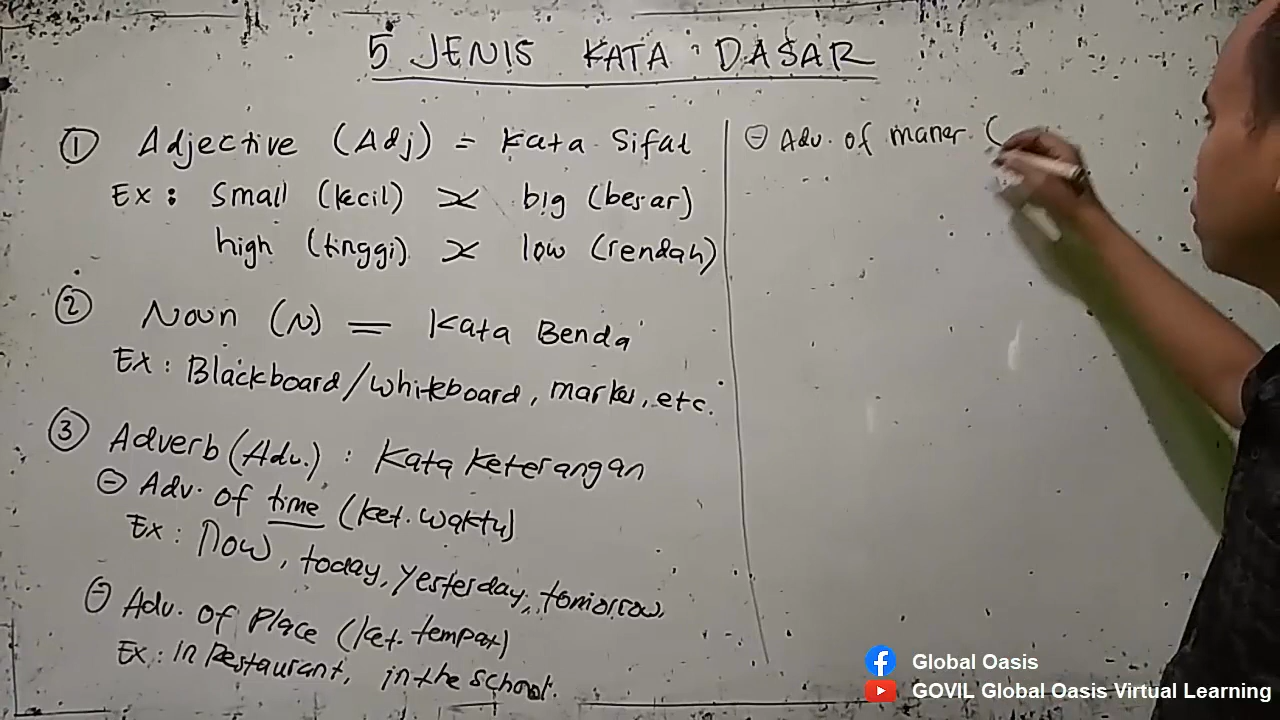 5 JENIS KATA DASAR
① Adjective (Adj) = Kata Sifat
Ex : Small (kecil) >< big (besar)
high (tinggi) >< low (rendah)
② Noun (N) = Kata Benda
Ex : Blackboard/whiteboard, marker, etc.
③ Adverb (Adv.) : Kata Keterangan
⊖ Adv. of time (ket. waktu)
Ex : Now, today, yesterday, tomorrow.
⊖ Adv. of Place (ket. tempat)
Ex : In Restaurant, in the school.
⊖ Adv. of maner (
Global Oasis
GOVIL Global Oasis Virtual Learning